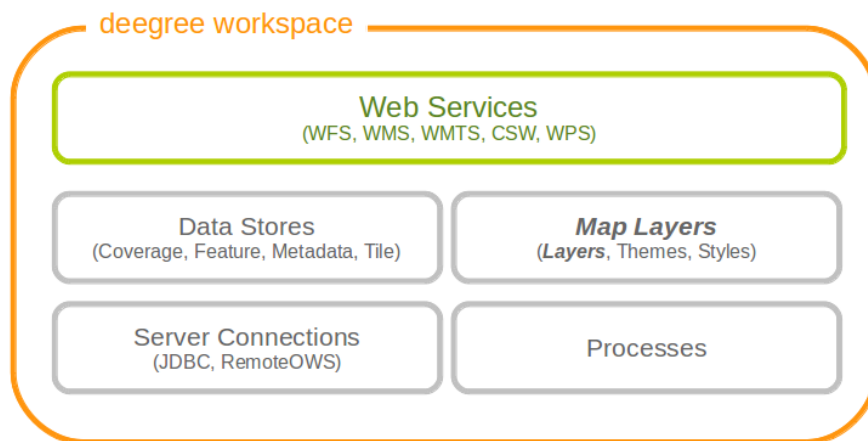 deegree workspace
Web Services
(WFS, WMS, WMTS, CSW, WPS)
Data Stores
(Coverage, Feature, Metadata, Tile)
Map Layers
(Layers, Themes, Styles)
Server Connections
(JDBC, RemoteOWS)
Processes